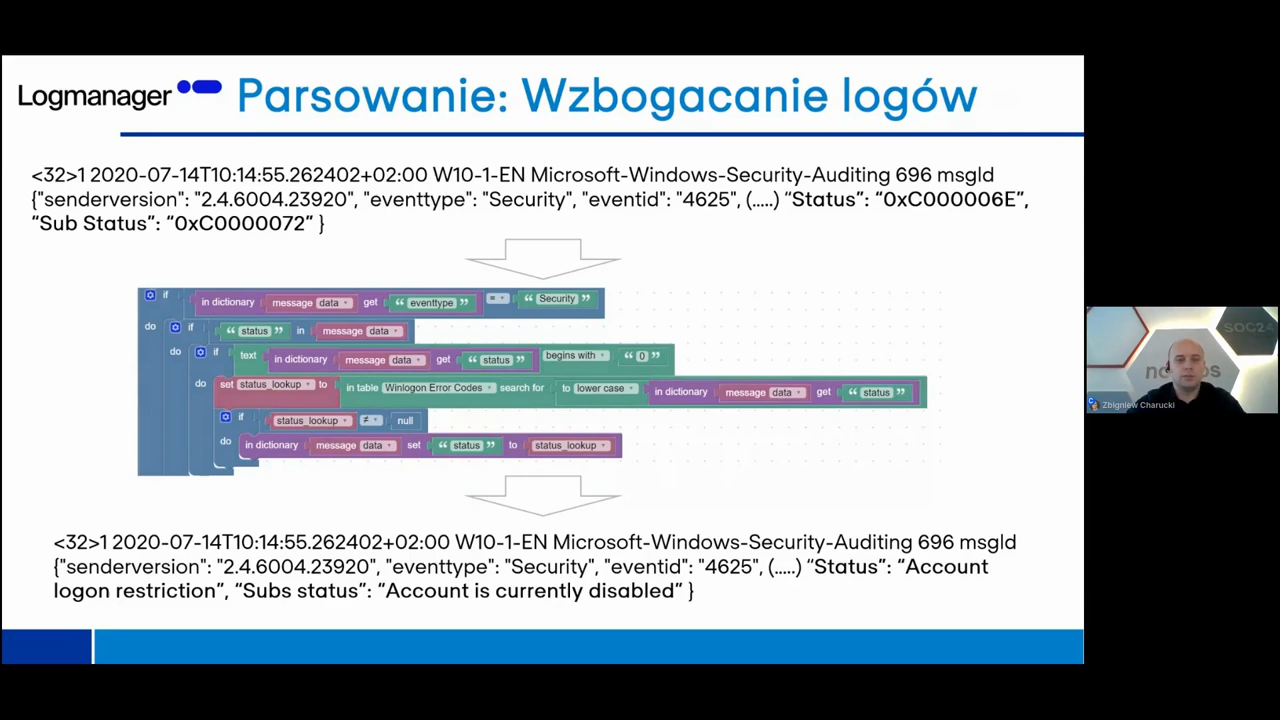 Logmanager
Parsowanie: Wzbogacanie logów
<32>1 2020-07-14T10:14:55.262402+02:00 W10-1-EN Microsoft-Windows-Security-Auditing 696 msgId
{"senderversion": "2.4.6004.23920", "eventtype": "Security", "eventid": "4625", (.....) “Status”: “0xC000006E”,
“Sub Status”: “0xC0000072” }
if in dictionary message data get “ eventtype ” = “ Security ”
do if “ status ” in message data
do if text in dictionary message data get “ status ” begins with “ 0 ”
do set status_lookup to in table Winlogon Error Codes search for to lower case in dictionary message data get “ status ”
if status_lookup ≠ null
do in dictionary message data set “ status ” to status_lookup
<32>1 2020-07-14T10:14:55.262402+02:00 W10-1-EN Microsoft-Windows-Security-Auditing 696 msgId
{"senderversion": "2.4.6004.23920", "eventtype": "Security", "eventid": "4625", (.....) “Status”: “Account
logon restriction”, “Subs status”: “Account is currently disabled” }
SOC24
Zbigniew Charucki